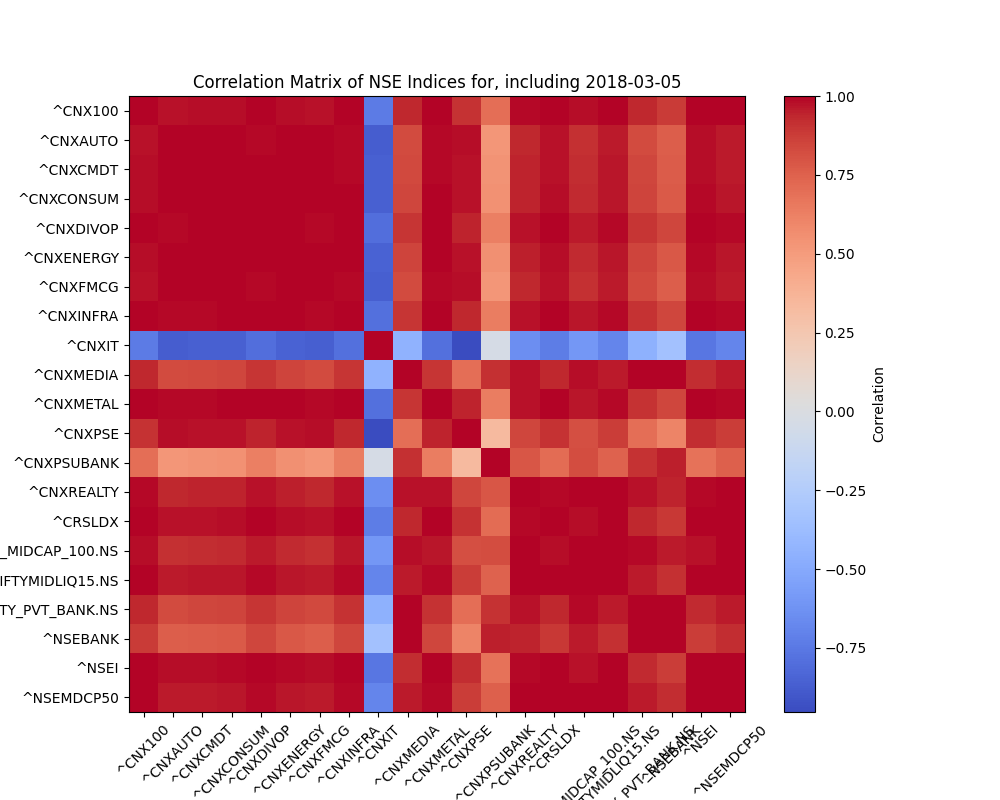 Correlation Matrix of NSE Indices for, including 2018-03-05
^CNX100
^CNXAUTO
^CNXCMDT
^CNXCONSUM
^CNXDIVOP
^CNXENERGY
^CNXFMCG
^CNXINFRA
^CNXIT
^CNXMEDIA
^CNXMETAL
^CNXPSE
^CNXPSUBANK
^CNXREALTY
^CRSLDX
_MIDCAP_100.NS
IFTYMIDLIQ15.NS
TY_PVT_BANK.NS
^NSEBANK
^NSEI
^NSEMDCP50
^CNX100
^CNXAUTO
^CNXCMDT
^CNXCONSUM
^CNXDIVOP
^CNXENERGY
^CNXFMCG
^CNXINFRA
^CNXIT
^CNXMEDIA
^CNXMETAL
^CNXPSE
^CNXPSUBANK
^CNXREALTY
^CRSLDX
MIDCAP_100.NS
TYMIDLIQ15.NS
_PVT_BANK.NS
^NSEBANK
^NSEI
^NSEMDCP50
1.00
0.75
0.50
0.25
0.00
−0.25
−0.50
−0.75
Correlation